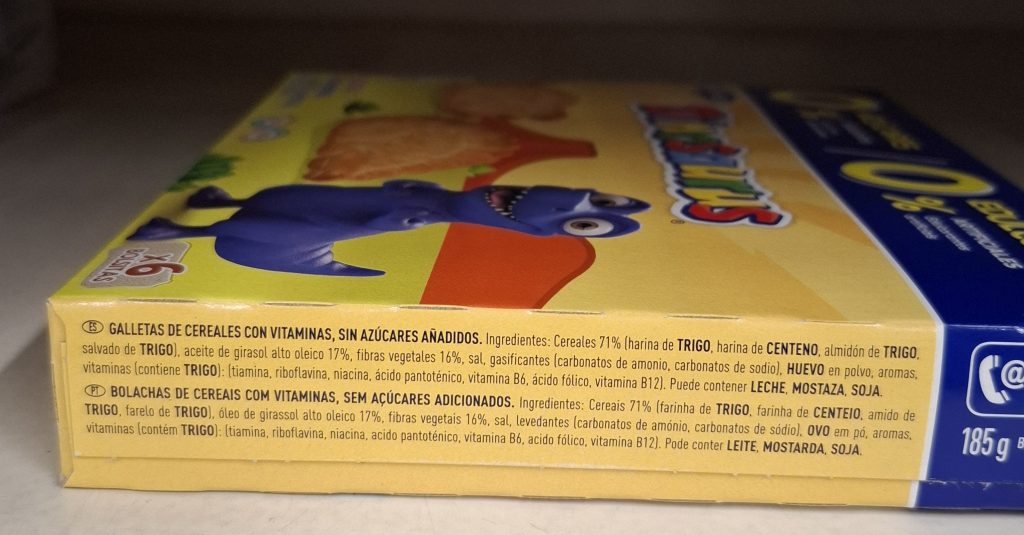 0%
EDULC
ARTIFICIALES
X6
BOLSITAS
ES GALLETAS DE CEREALES CON VITAMINAS, SIN AZÚCARES AÑADIDOS. Ingredientes: Cereales 71% (harina de TRIGO, harina de CENTENO, almidón de TRIGO,
salvado de TRIGO), aceite de girasol alto oleico 17%, fibras vegetales 16%, sal, gasificantes (carbonatos de amonio, carbonatos de sodio), HUEVO en polvo, aromas,
vitaminas (contiene TRIGO): (tiamina, riboflavina, niacina, ácido pantoténico, vitamina B6, ácido fólico, vitamina B12). Puede contener LECHE, MOSTAZA, SOJA.
PT BOLACHAS DE CEREAIS COM VITAMINAS, SEM AÇÚCARES ADICIONADOS. Ingredientes: Cereais 71% (farinha de TRIGO, farinha de CENTEIO, amido de
TRIGO, farelo de TRIGO), óleo de girassol alto oleico 17%, fibras vegetais 16%, sal, levedantes (carbonatos de amónio, carbonatos de sódio), OVO em pó, aromas,
vitaminas (contém TRIGO): (tiamina, riboflavina, niacina, acido pantoténico, vitamina B6, acido fólico, vitamina B12). Pode conter LEITE, MOSTARDA, SOJA.
@
185 g